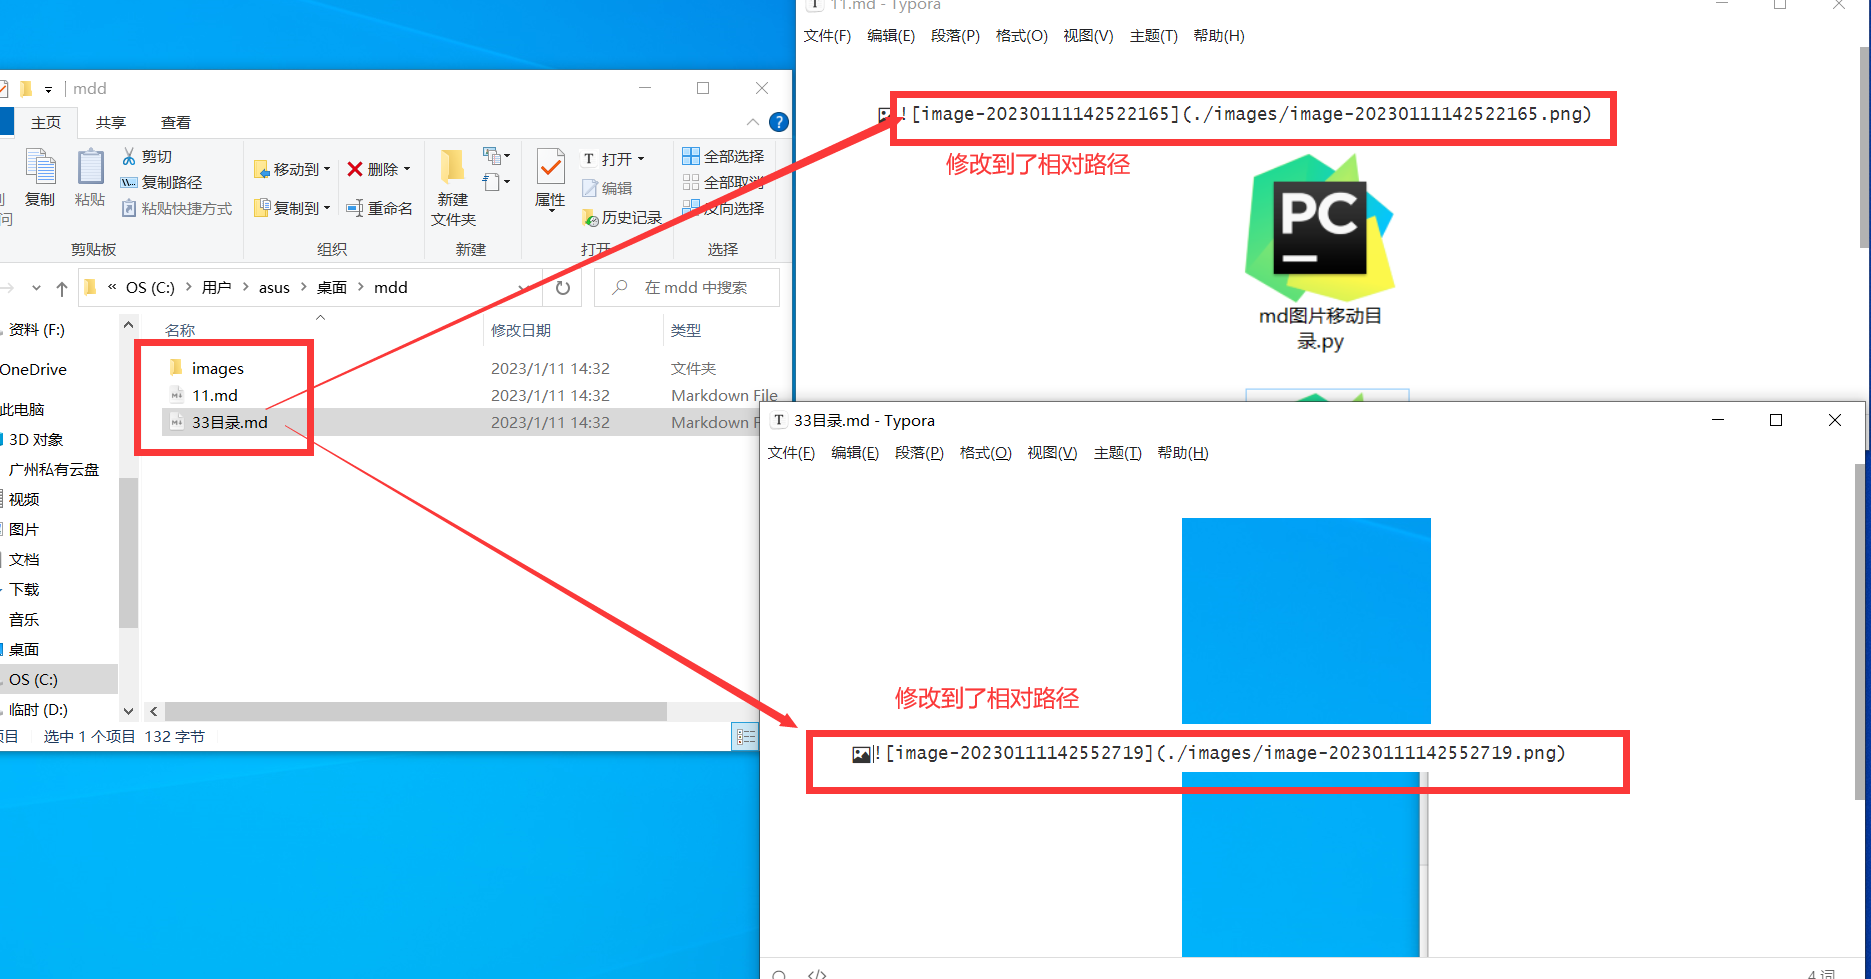 mdd
主页 共享 查看
复制
粘贴
剪切
复制路径
粘贴快捷方式
剪贴板
移动到
复制到
删除
重命名
组织
新建
文件夹
新建
属性
打开
编辑
历史记录
打开
全部选择
全部取消
反向选择
选择
« OS (C:) > 用户 > asus > 桌面 > mdd
在 mdd 中搜索
资料 (F:)
OneDrive
此电脑
3D 对象
广州私有云盘
视频
图片
文档
下载
音乐
桌面
OS (C:)
临时 (D:)
名称 修改日期 类型
images 2023/1/11 14:32 文件夹
11.md 2023/1/11 14:32 Markdown File
33目录.md 2023/1/11 14:32 Markdown F
项目 选中 1 个项目 132 字节
11.md - Typora
文件(F) 编辑(E) 段落(P) 格式(O) 视图(V) 主题(T) 帮助(H)
![image-20230111142522165](./images/image-20230111142522165.png)
修改到了相对路径
PC
md图片移动目
录.py
33目录.md - Typora
文件(F) 编辑(E) 段落(P) 格式(O) 视图(V) 主题(T) 帮助(H)
修改到了相对路径
![image-20230111142552719](./images/image-20230111142552719.png)
4 词